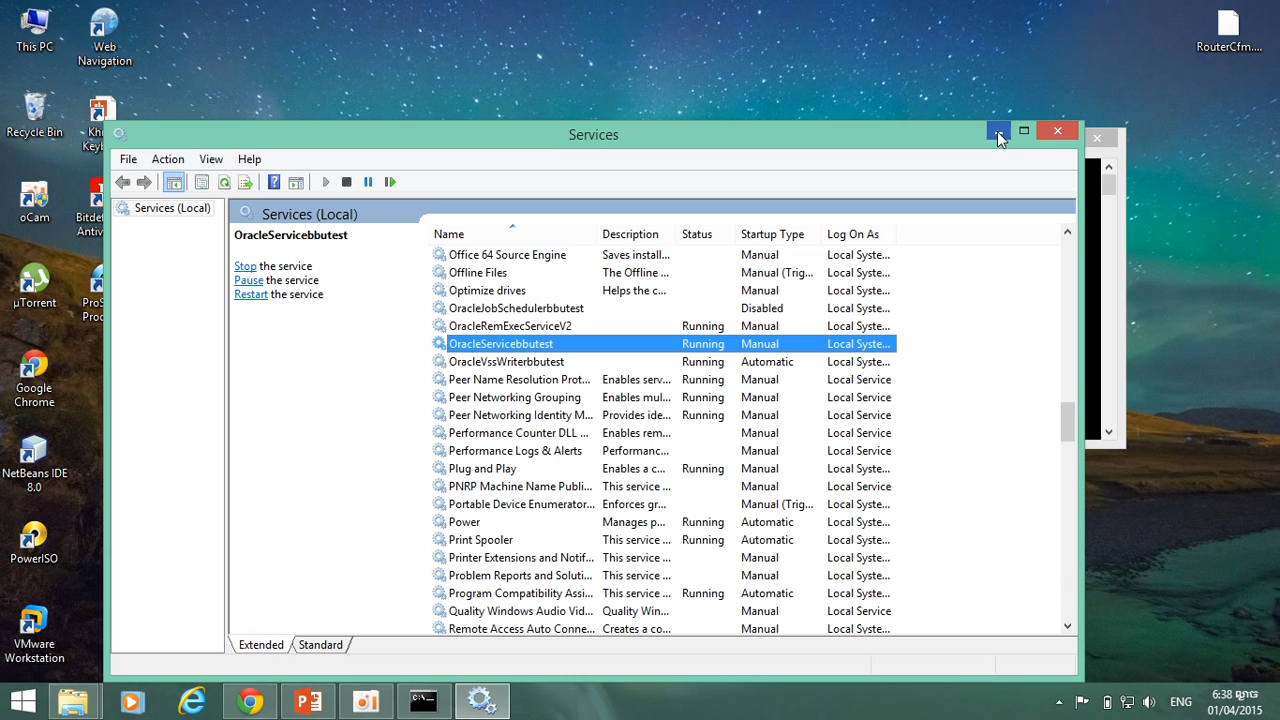 This PC
Web
Navigation
RouterCfm....
Recycle Bin
Services
File Action View Help
oCam
Services (Local)
Services (Local)
OracleServicebbutest
Stop the service
Pause the service
Restart the service
Name Description Status Startup Type Log On As
Office 64 Source Engine Saves install... Manual Local Syste...
Offline Files The Offline ... Manual (Trig... Local Syste...
Optimize drives Helps the c... Manual Local Syste...
OracleJobSchedulerbbutest Disabled Local Syste...
OracleRemExecServiceV2 Running Manual Local Syste...
OracleServicebbutest Running Manual Local Syste...
OracleVssWriterbbutest Running Automatic Local Syste...
Peer Name Resolution Prot... Enables serv... Running Manual Local Service
Peer Networking Grouping Enables mul... Running Manual Local Service
Peer Networking Identity M... Provides ide... Running Manual Local Service
Performance Counter DLL ... Enables rem... Manual Local Service
Performance Logs & Alerts Performanc... Manual Local Service
Plug and Play Enables a c... Running Manual Local Syste...
PNRP Machine Name Publi... This service ... Manual Local Service
Portable Device Enumerator... Enforces gr... Manual (Trig... Local Syste...
Power Manages p... Running Automatic Local Syste...
Print Spooler This service ... Running Automatic Local Syste...
Printer Extensions and Notif... This service ... Manual Local Syste...
Problem Reports and Soluti... This service ... Manual Local Syste...
Program Compatibility Assi... This service ... Running Automatic Local Syste...
Quality Windows Audio Vid... Quality Win... Manual Local Service
Remote Access Auto Conne... Creates a co... Manual Local Syste...
Extended Standard
µTorrent
Google
Chrome
NetBeans IDE
8.0
PowerISO
VMware
Workstation
ENG
6:38 ល្ងាច
01/04/2015